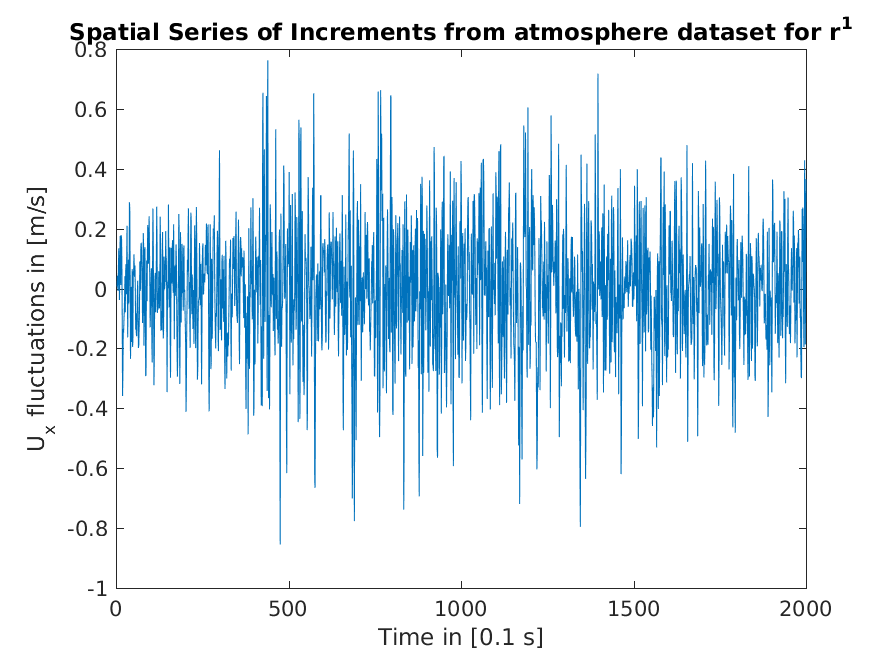 Spatial Series of Increments from atmosphere dataset for r¹
0.8
0.6
0.4
0.2
0
-0.2
-0.4
-0.6
-0.8
-1
U_x fluctuations in [m/s]
0 500 1000 1500 2000
Time in [0.1 s]